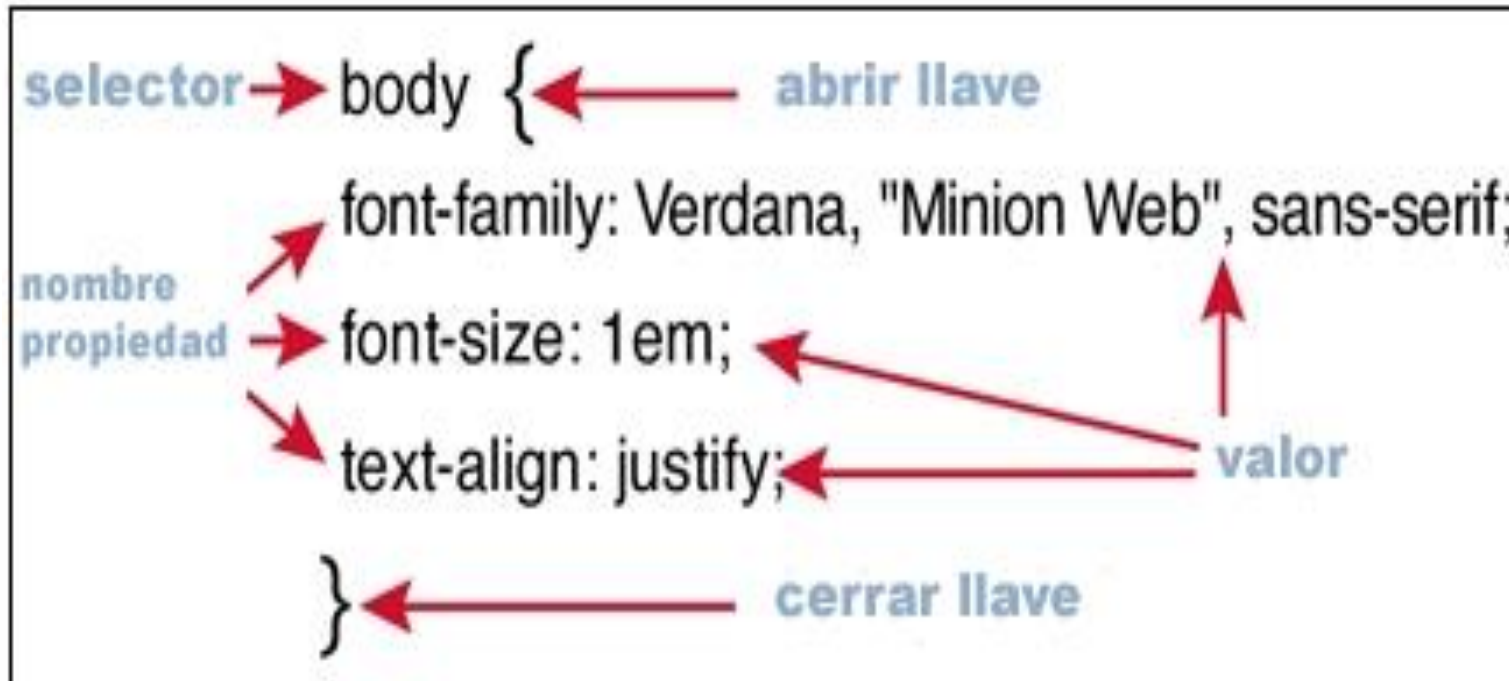 selector body { abrir llave
font-family: Verdana, "Minion Web", sans-serif;
nombre
propiedad
font-size: 1em;
text-align: justify;
valor
} cerrar llave